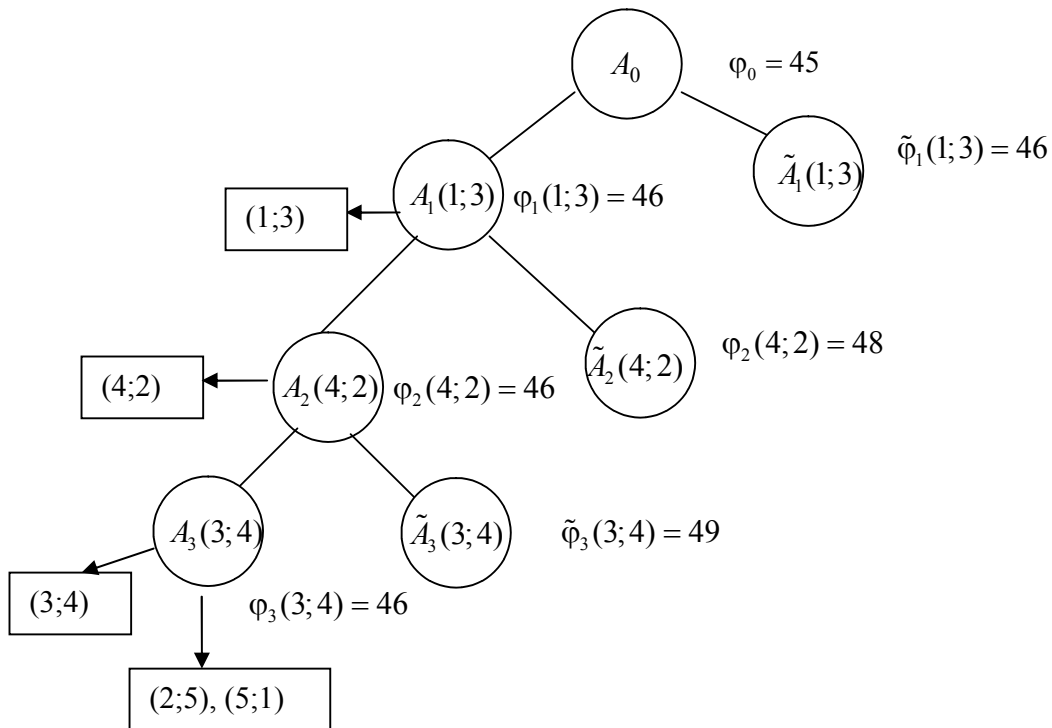 A₀
φ₀ = 45
φ̃₁(1;3) = 46
Ã₁(1;3)
A₁(1;3)
φ₁(1;3) = 46
(1;3)
φ₂(4;2) = 48
Ã₂(4;2)
(4;2)
A₂(4;2)
φ₂(4;2) = 46
A₃(3;4)
Ã₃(3;4)
φ̃₃(3;4) = 49
(3;4)
φ₃(3;4) = 46
(2;5), (5;1)